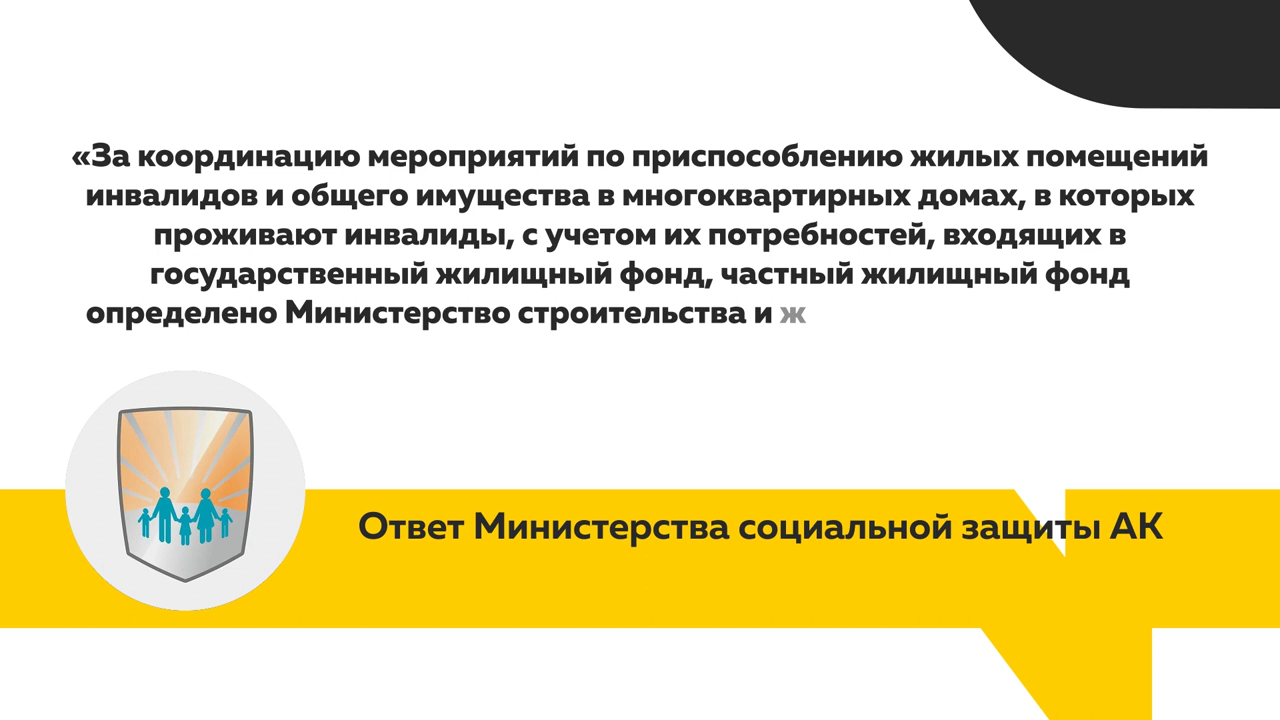 «За координацию мероприятий по приспособлению жилых помещений
инвалидов и общего имущества в многоквартирных домах, в которых
проживают инвалиды, с учетом их потребностей, входящих в
государственный жилищный фонд, частный жилищный фонд
определено Министерство строительства и ж
Ответ Министерства социальной защиты АК